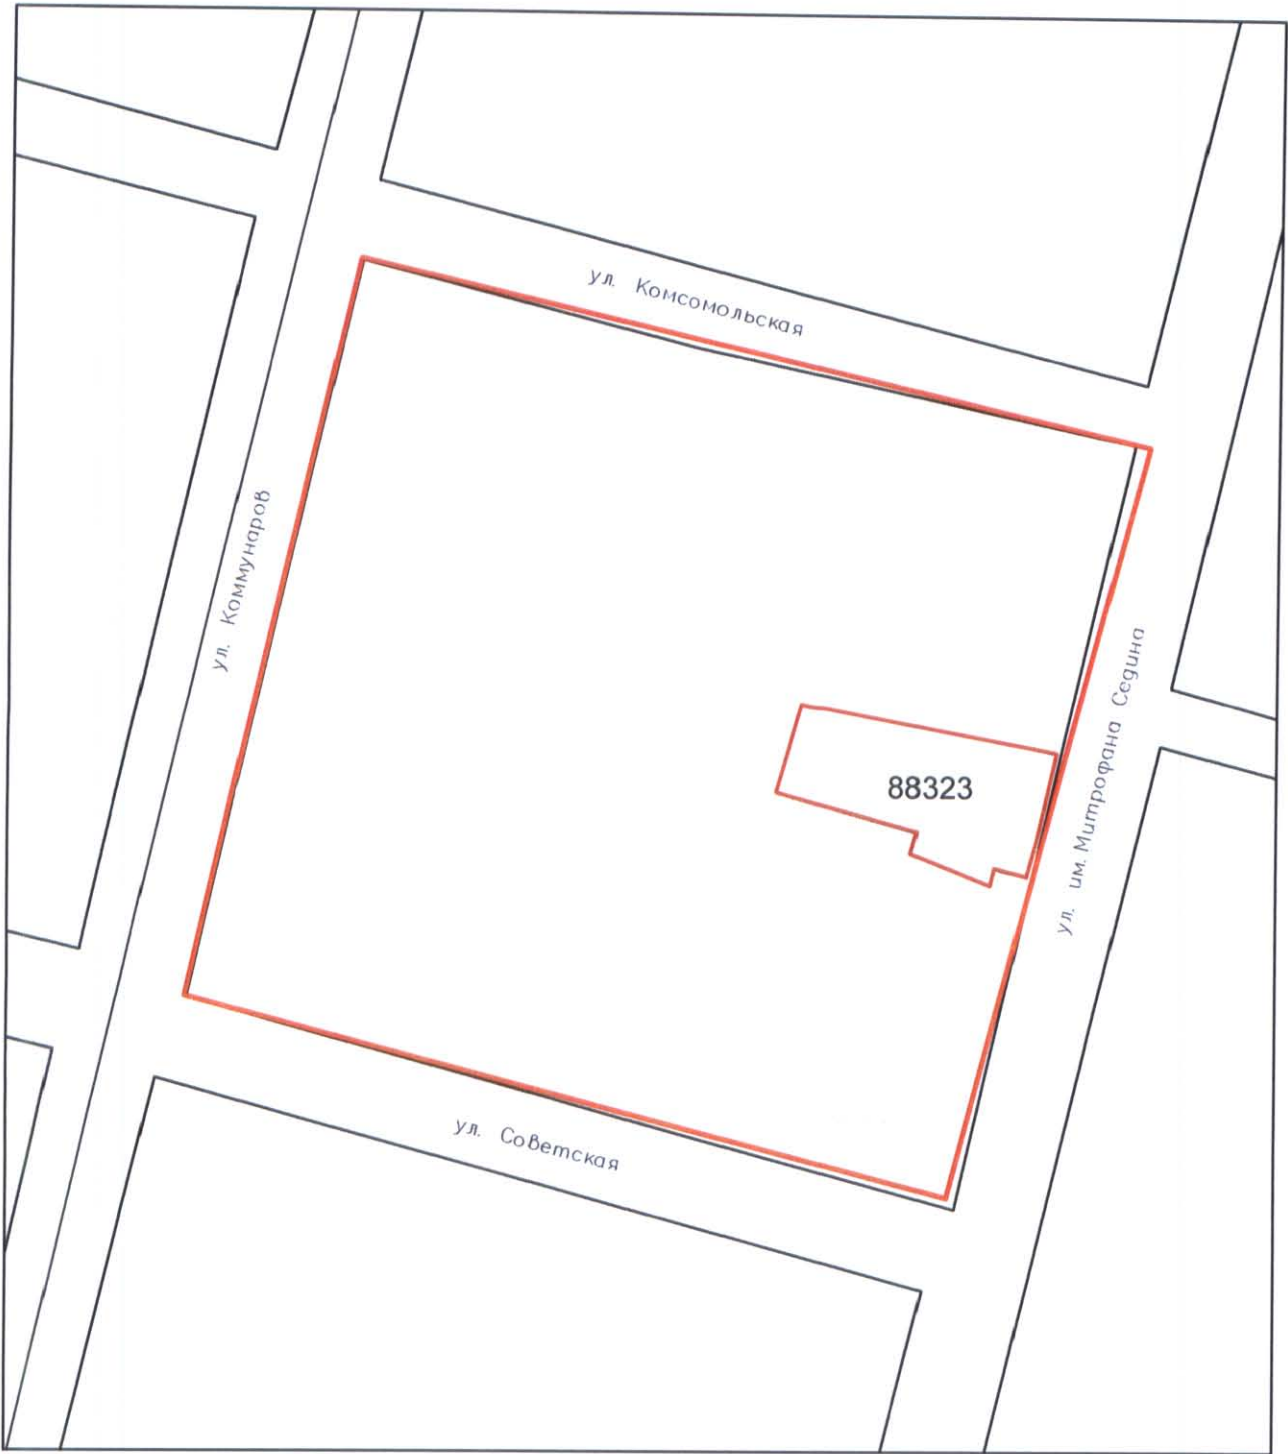 ул. Комсомольская
ул. Коммунаров
ул. им. Митрофана Седина
88323
ул. Советская